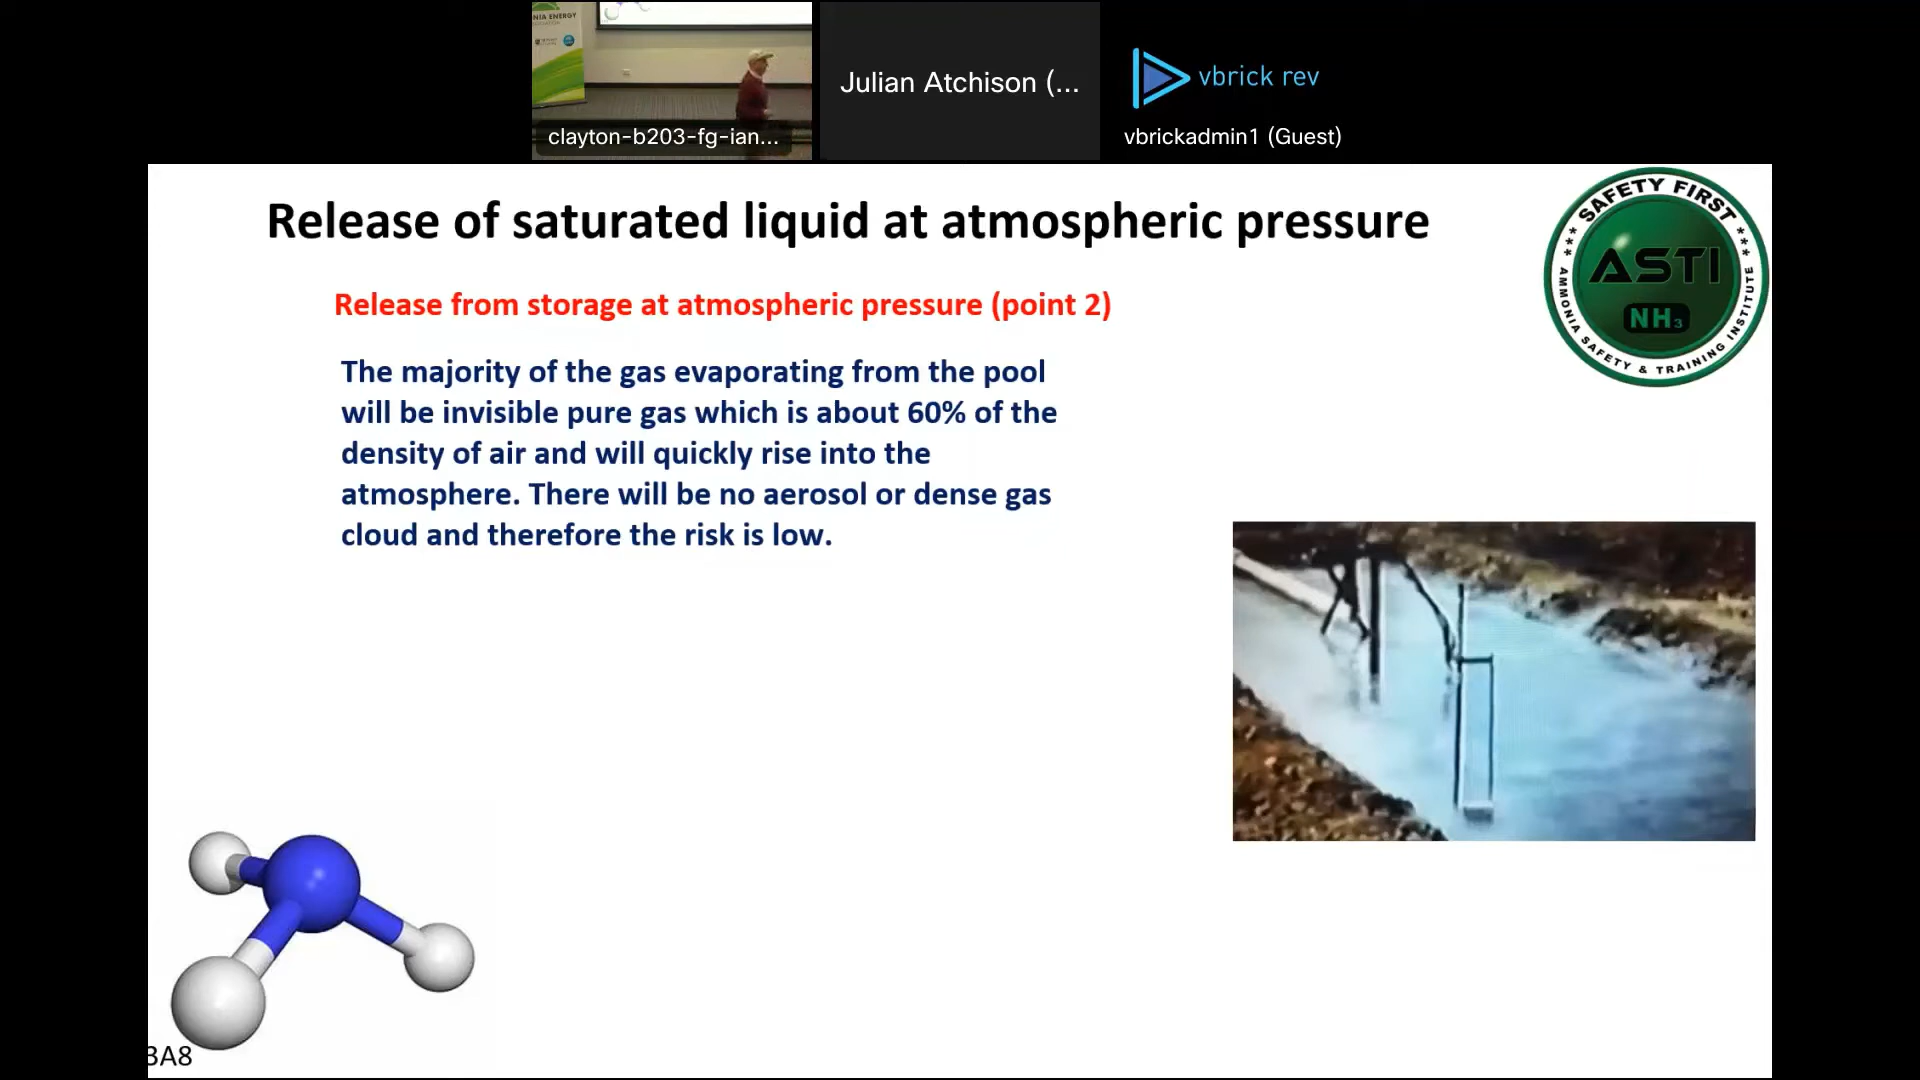 NIA ENERGY
clayton-b203-fg-ian...
Julian Atchison (...
vbrick rev
vbrickadmin1 (Guest)
Release of saturated liquid at atmospheric pressure
SAFETY FIRST
ASTI
NH₃
AMMONIA SAFETY & TRAINING INSTITUTE
Release from storage at atmospheric pressure (point 2)
The majority of the gas evaporating from the pool
will be invisible pure gas which is about 60% of the
density of air and will quickly rise into the
atmosphere. There will be no aerosol or dense gas
cloud and therefore the risk is low.
3A8